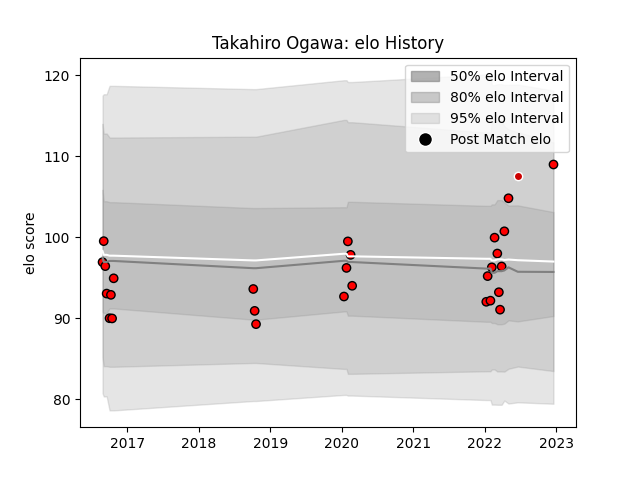 Takahiro Ogawa: elo History
50% elo Interval
80% elo Interval
95% elo Interval
Post Match elo
elo score
120
110
100
90
80
2017 2018 2019 2020 2021 2022 2023